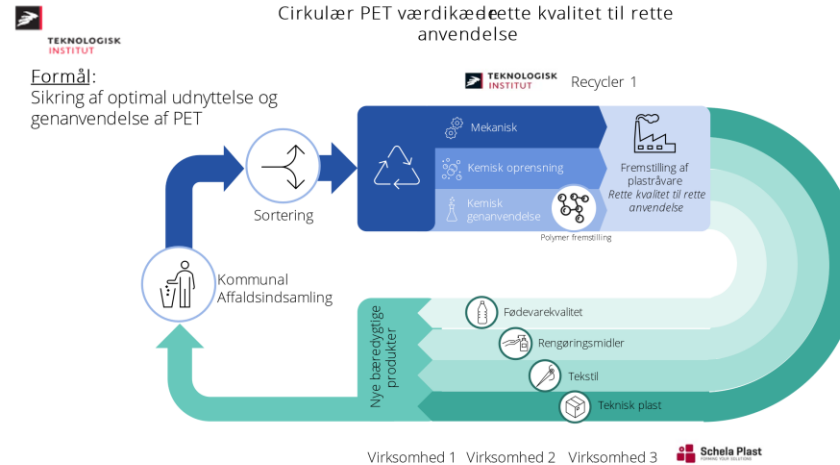 Cirkulær PET værdikæde rette kvalitet til rette
anvendelse
TEKNOLOGISK
INSTITUT
Formål:
Sikring af optimal udnyttelse og
genanvendelse af PET
TEKNOLOGISK
INSTITUT
Recycler 1
Mekanisk
Kemisk oprensning
Kemisk
genanvendelse
Polymer fremstilling
Fremstilling af
plastråvare
Rette kvalitet til rette
anvendelse
Sortering
Kommunal
Affaldsindsamling
Nye bæredygtige
produkter
Fødevarekvalitet
Rengøringsmidler
Tekstil
Teknisk plast
Virksomhed 1
Virksomhed 2
Virksomhed 3
Schela Plast
FORMING YOUR SOLUTIONS